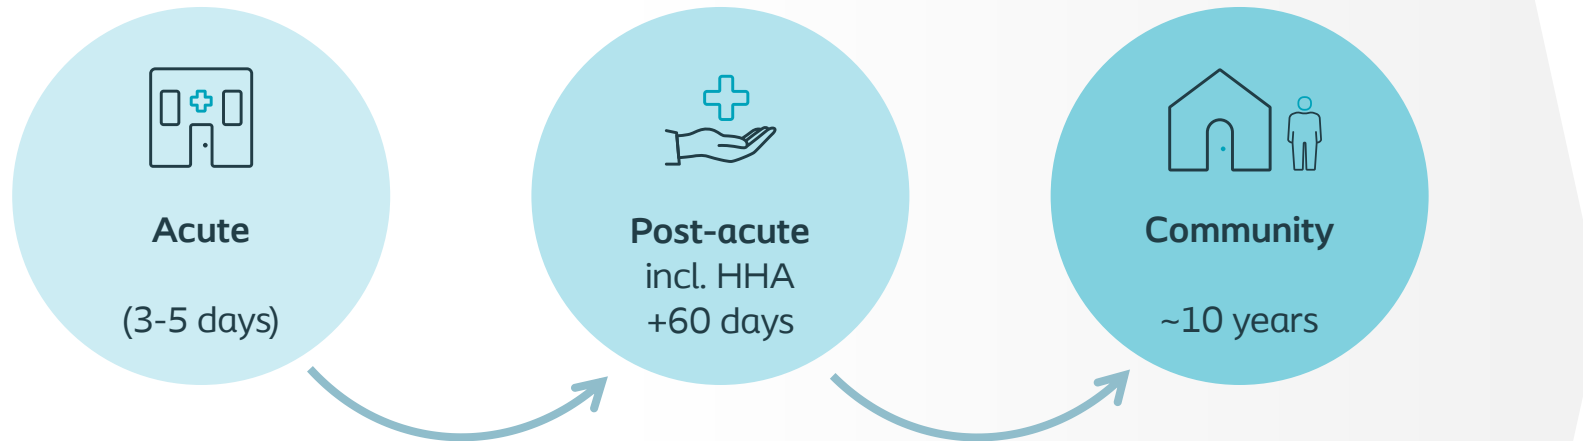 Acute
(3-5 days)
Post-acute
incl. HHA
+60 days
Community
~10 years